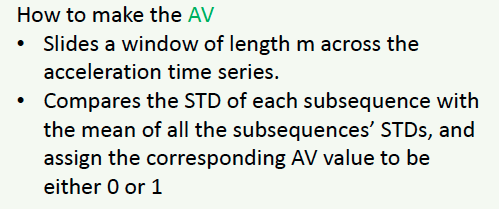 How to make the AV
• Slides a window of length m across the
acceleration time series.
• Compares the STD of each subsequence with
the mean of all the subsequences’ STDs, and
assign the corresponding AV value to be
either 0 or 1